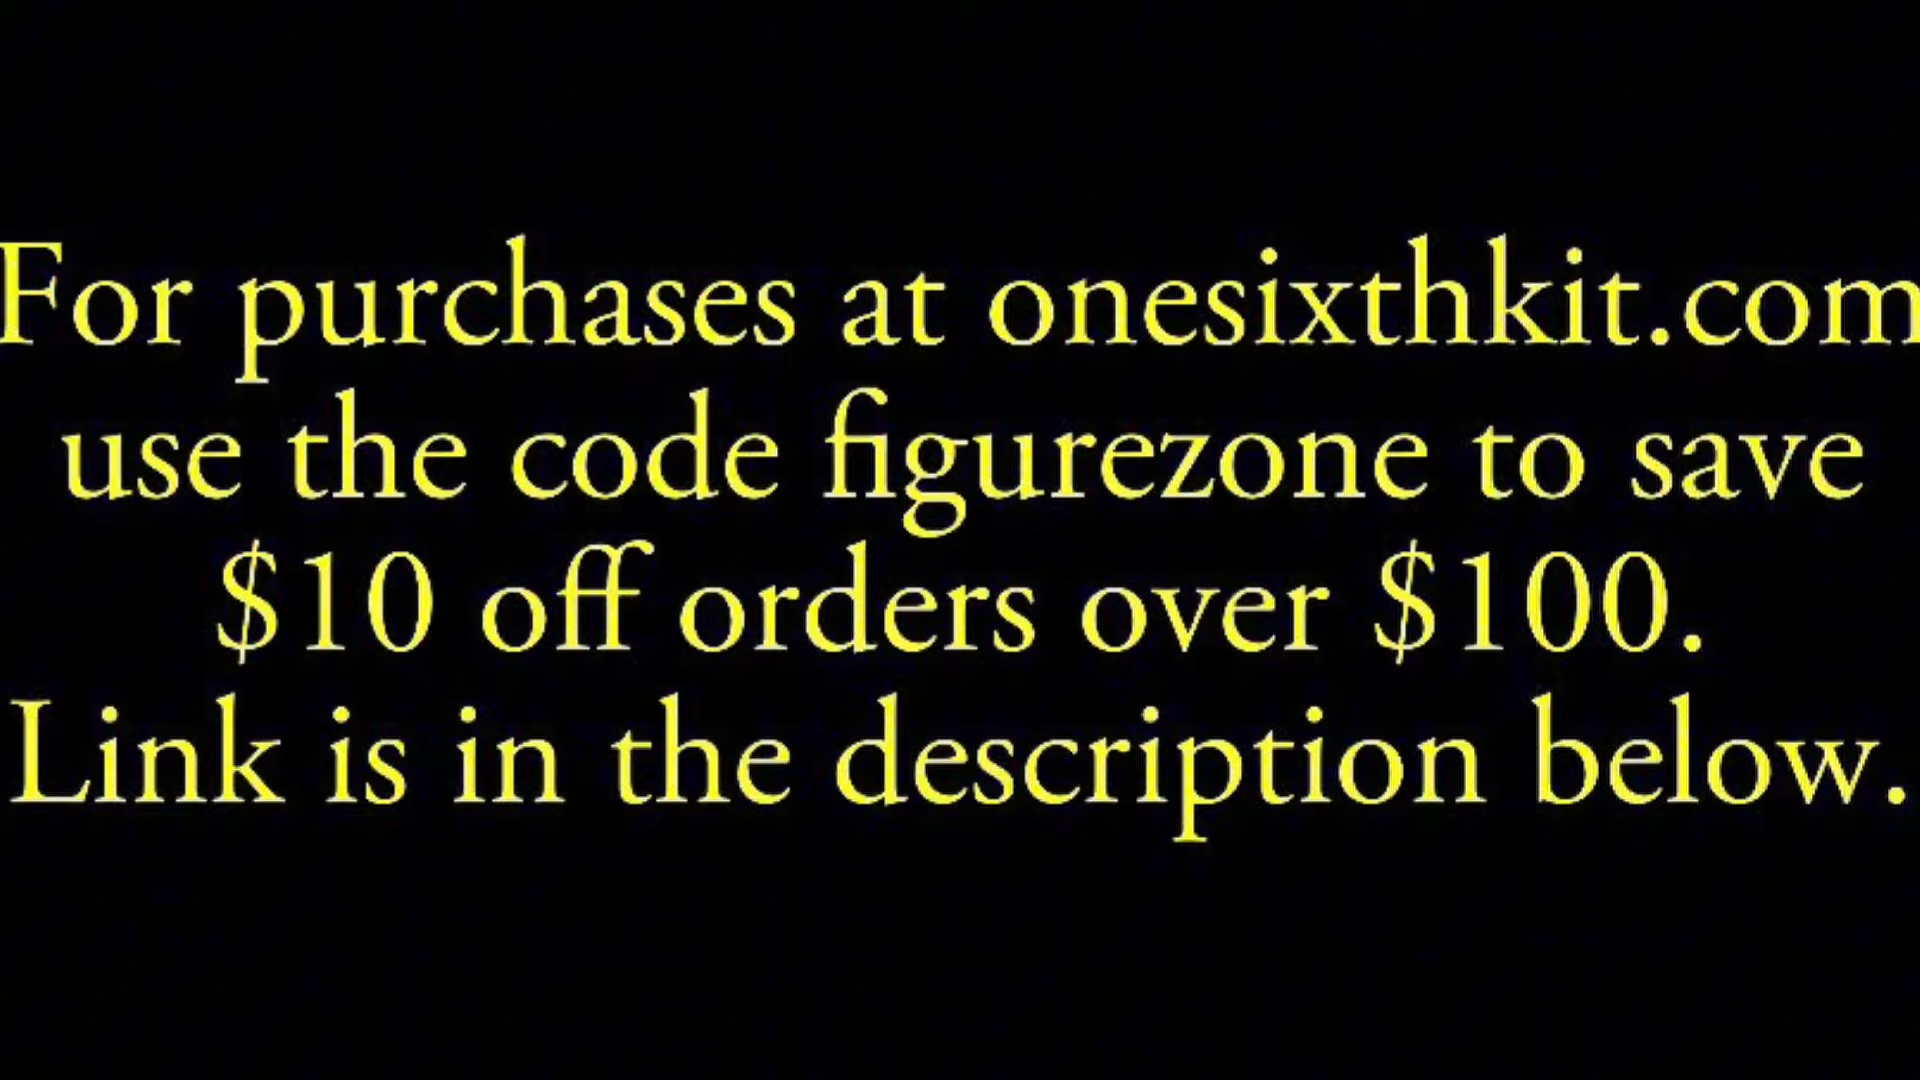 For purchases at onesixthkit.com
use the code figurezone to save
$10 off orders over $100.
Link is in the description below.